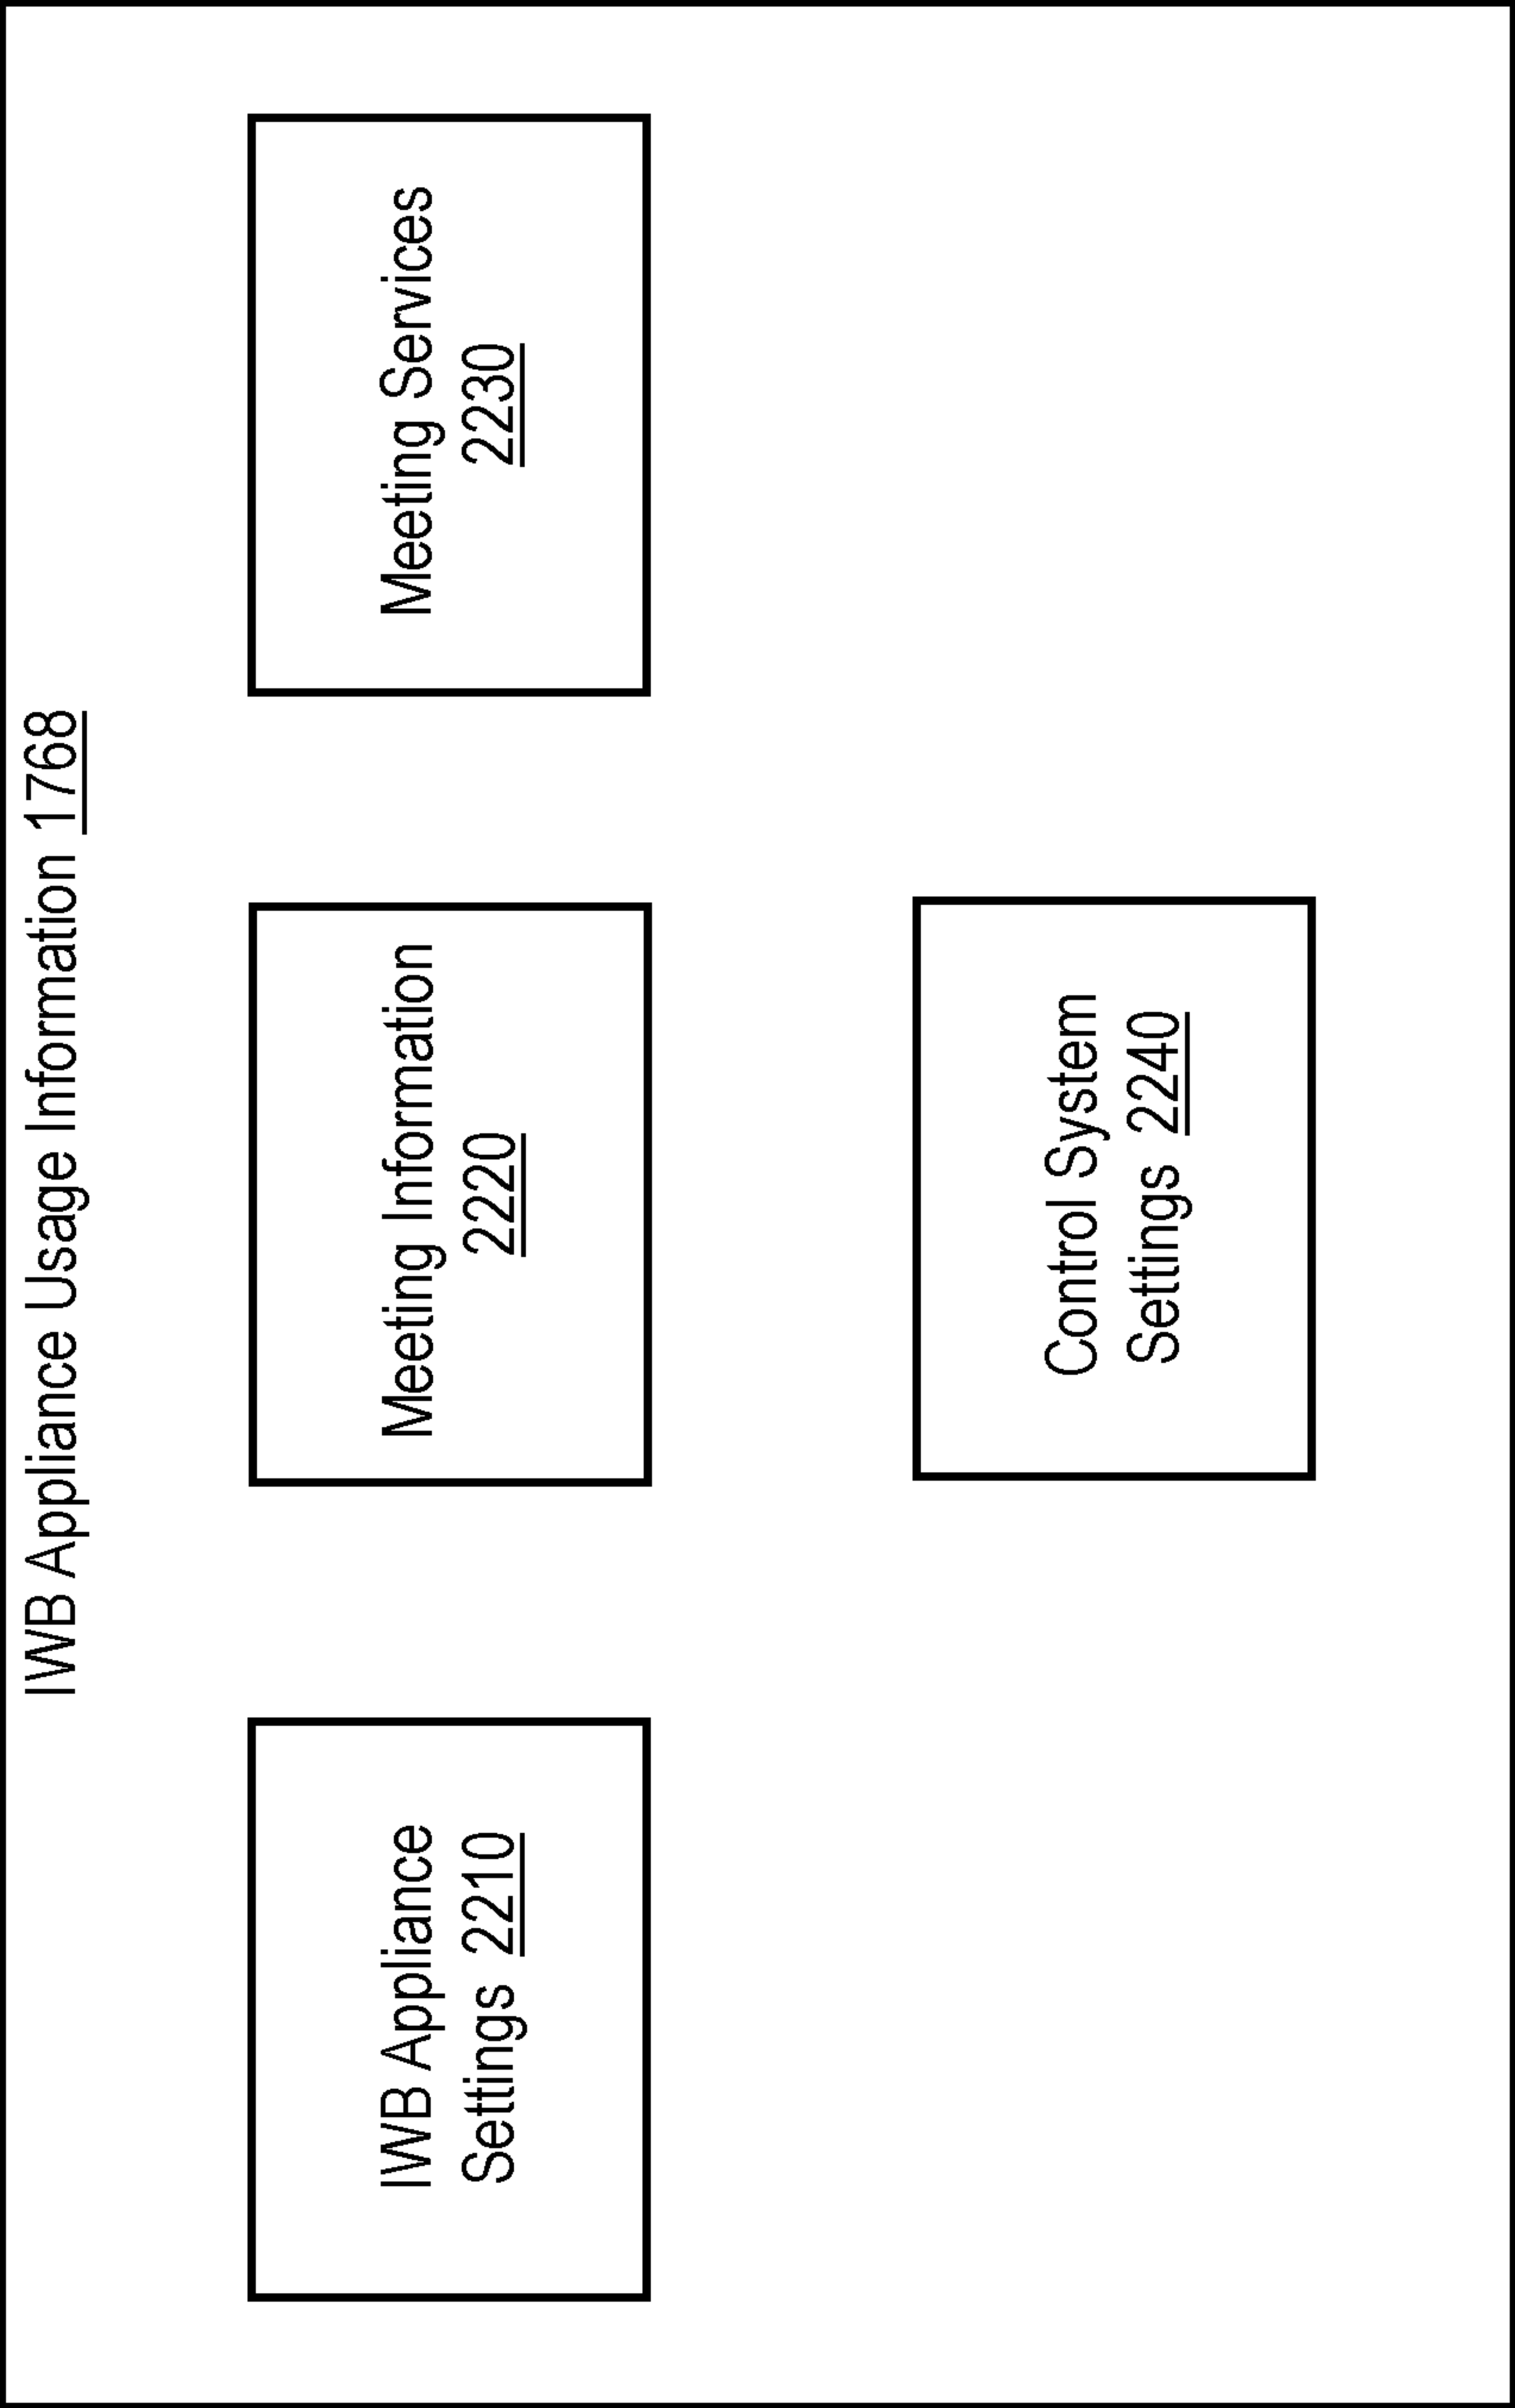 IWB Appliance Usage Information 1768
IWB Appliance
Settings 2210
Meeting Information
2220
Meeting Services
2230
Control System
Settings 2240